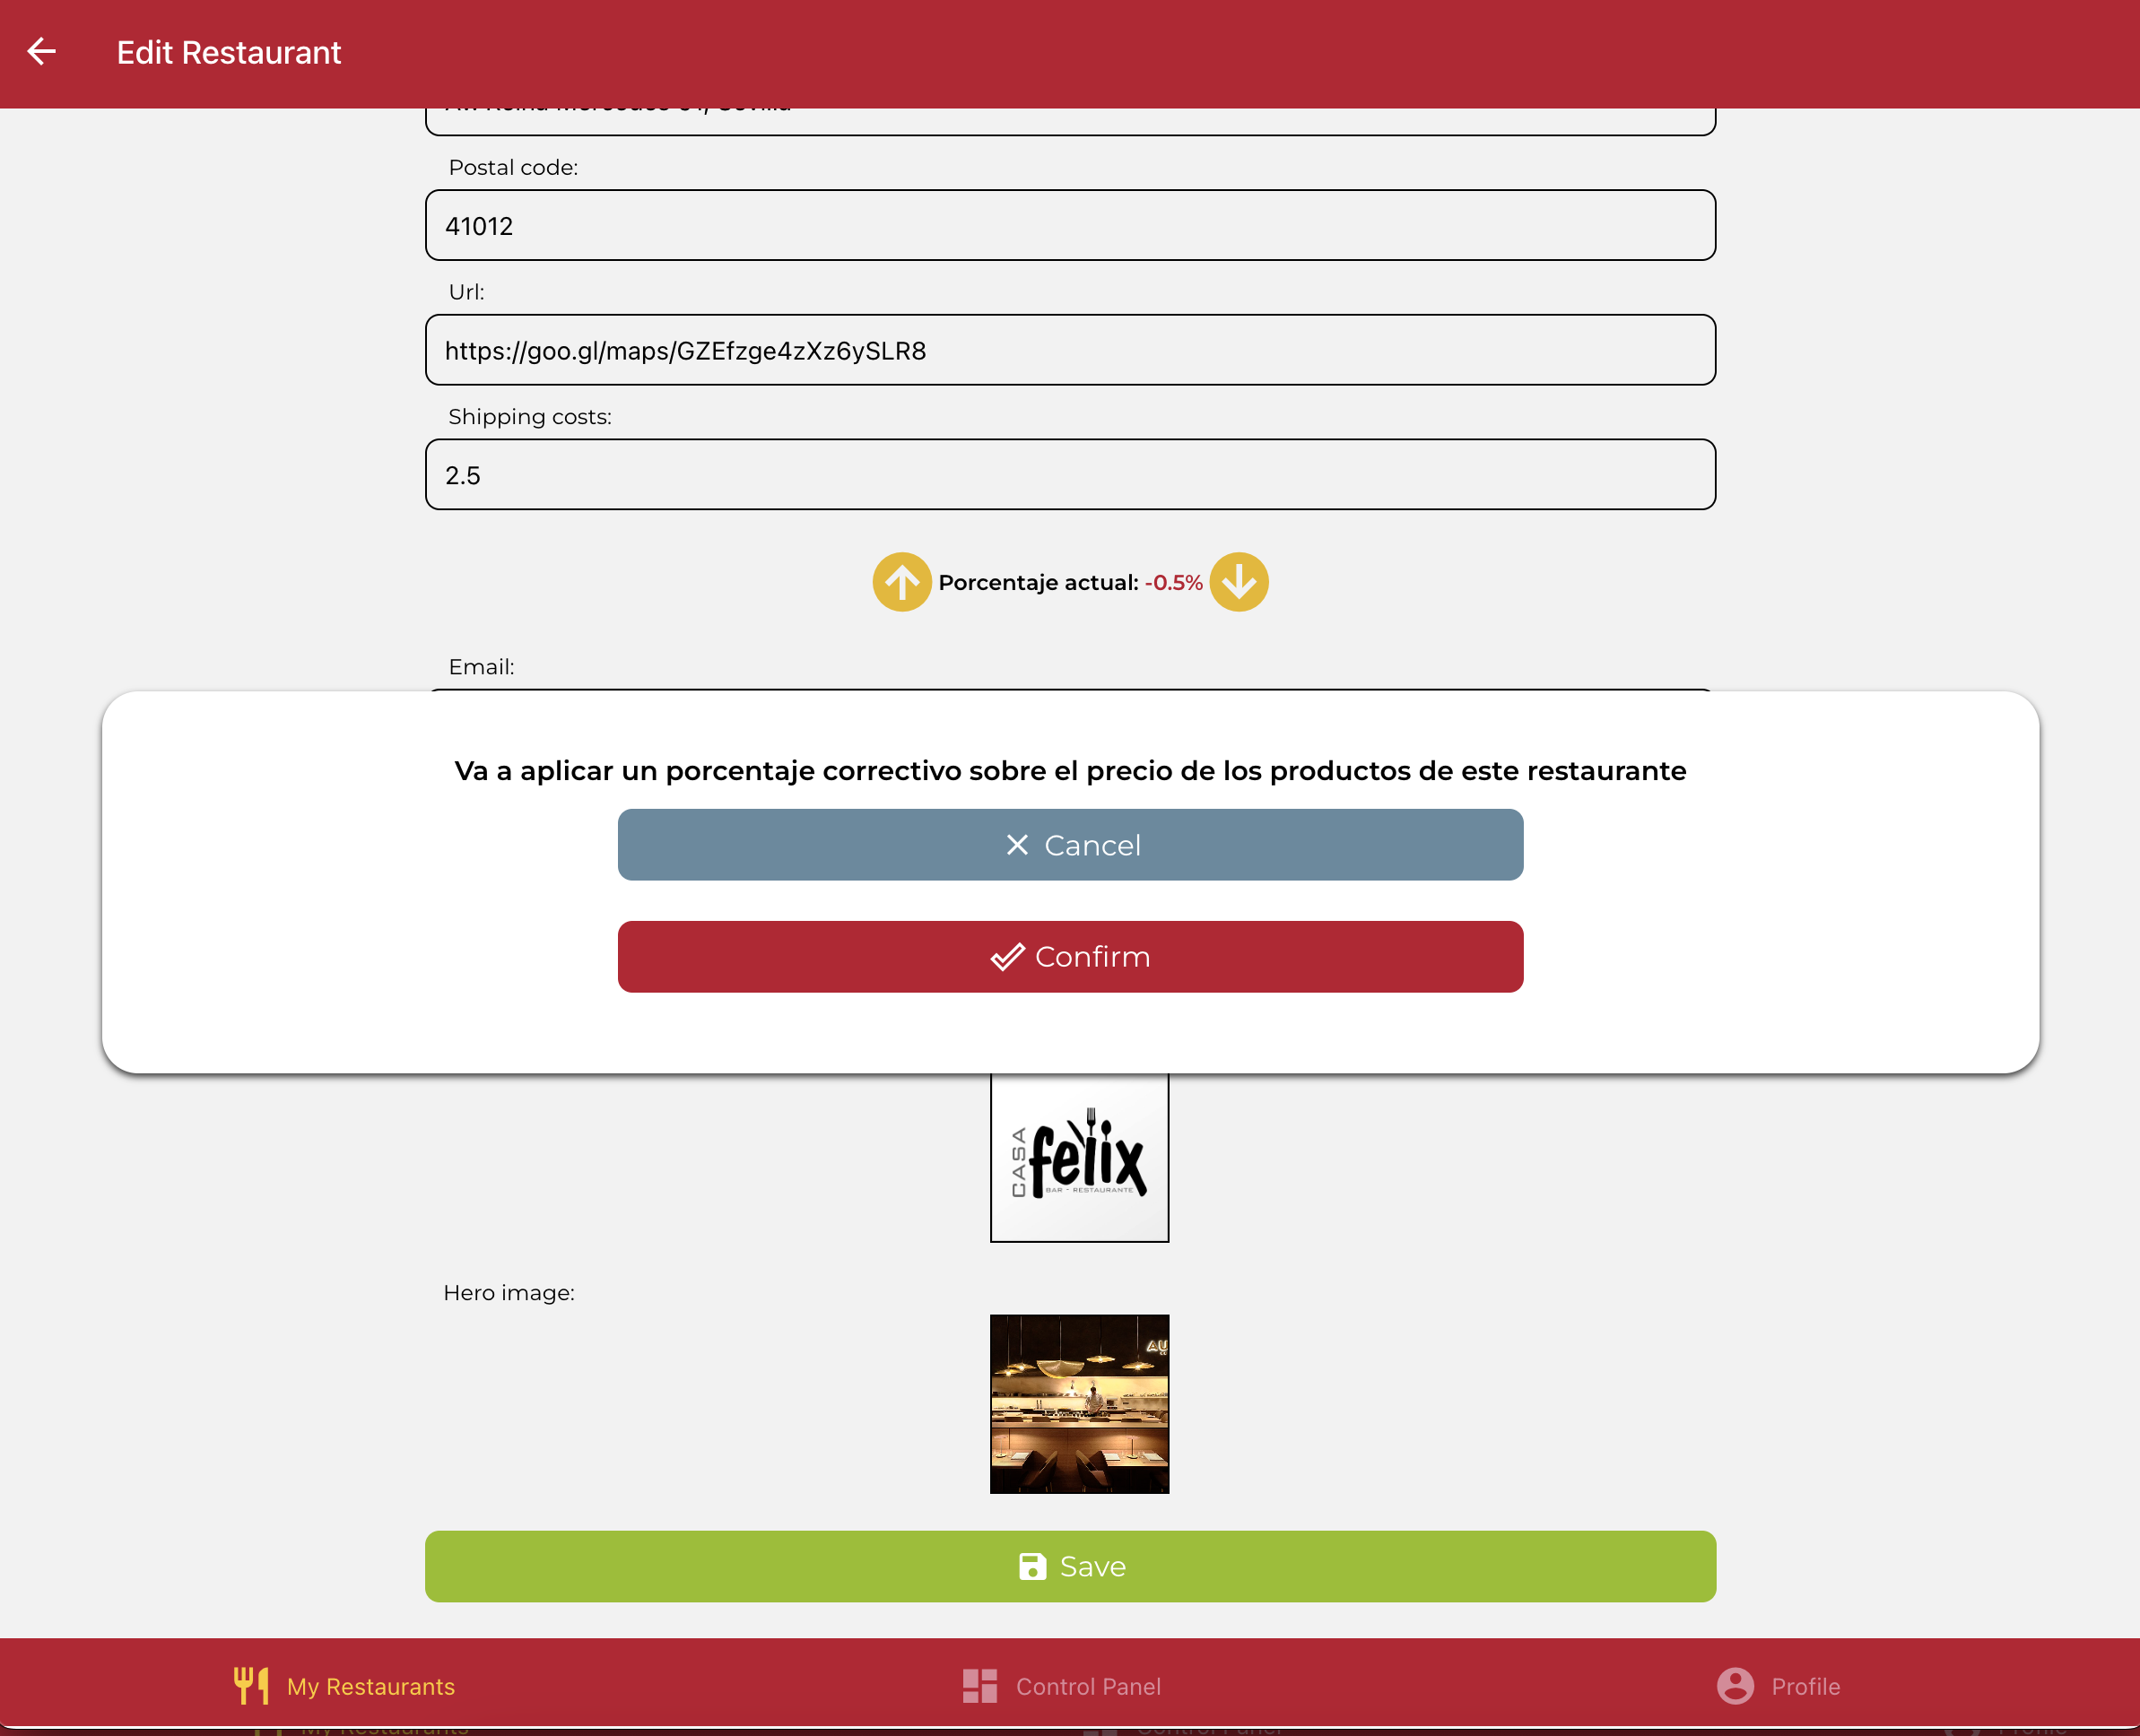 Edit Restaurant
Postal code:
41012
Url:
https://goo.gl/maps/GZEfzge4zXz6ySLR8
Shipping costs:
2.5
Porcentaje actual: -0.5%
Email:
Va a aplicar un porcentaje correctivo sobre el precio de los productos de este restaurante
Cancel
Confirm
CASA
felix
BAR - RESTAURANTE
Hero image:
AU
Save
My Restaurants
Control Panel
Profile